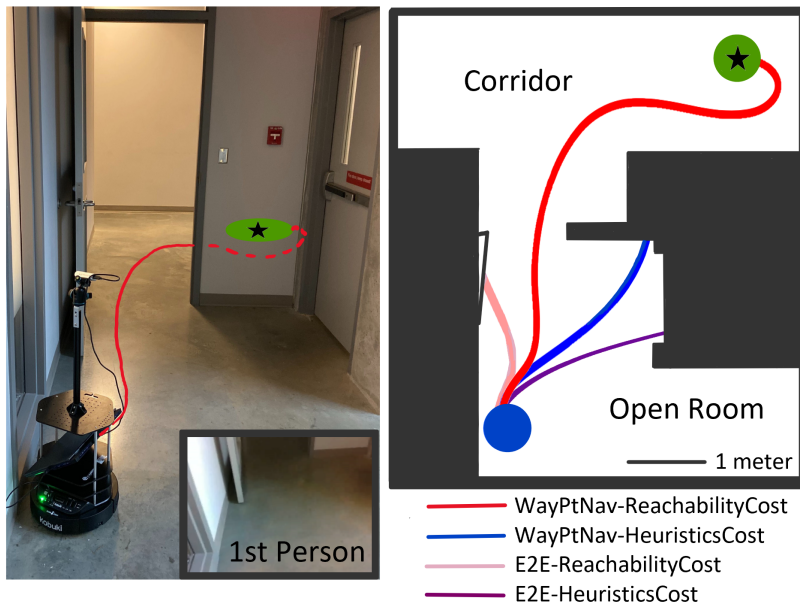 Kobuki
1st Person
Corridor
Open Room
1 meter
WayPtNav-ReachabilityCost
WayPtNav-HeuristicsCost
E2E-ReachabilityCost
E2E-HeuristicsCost